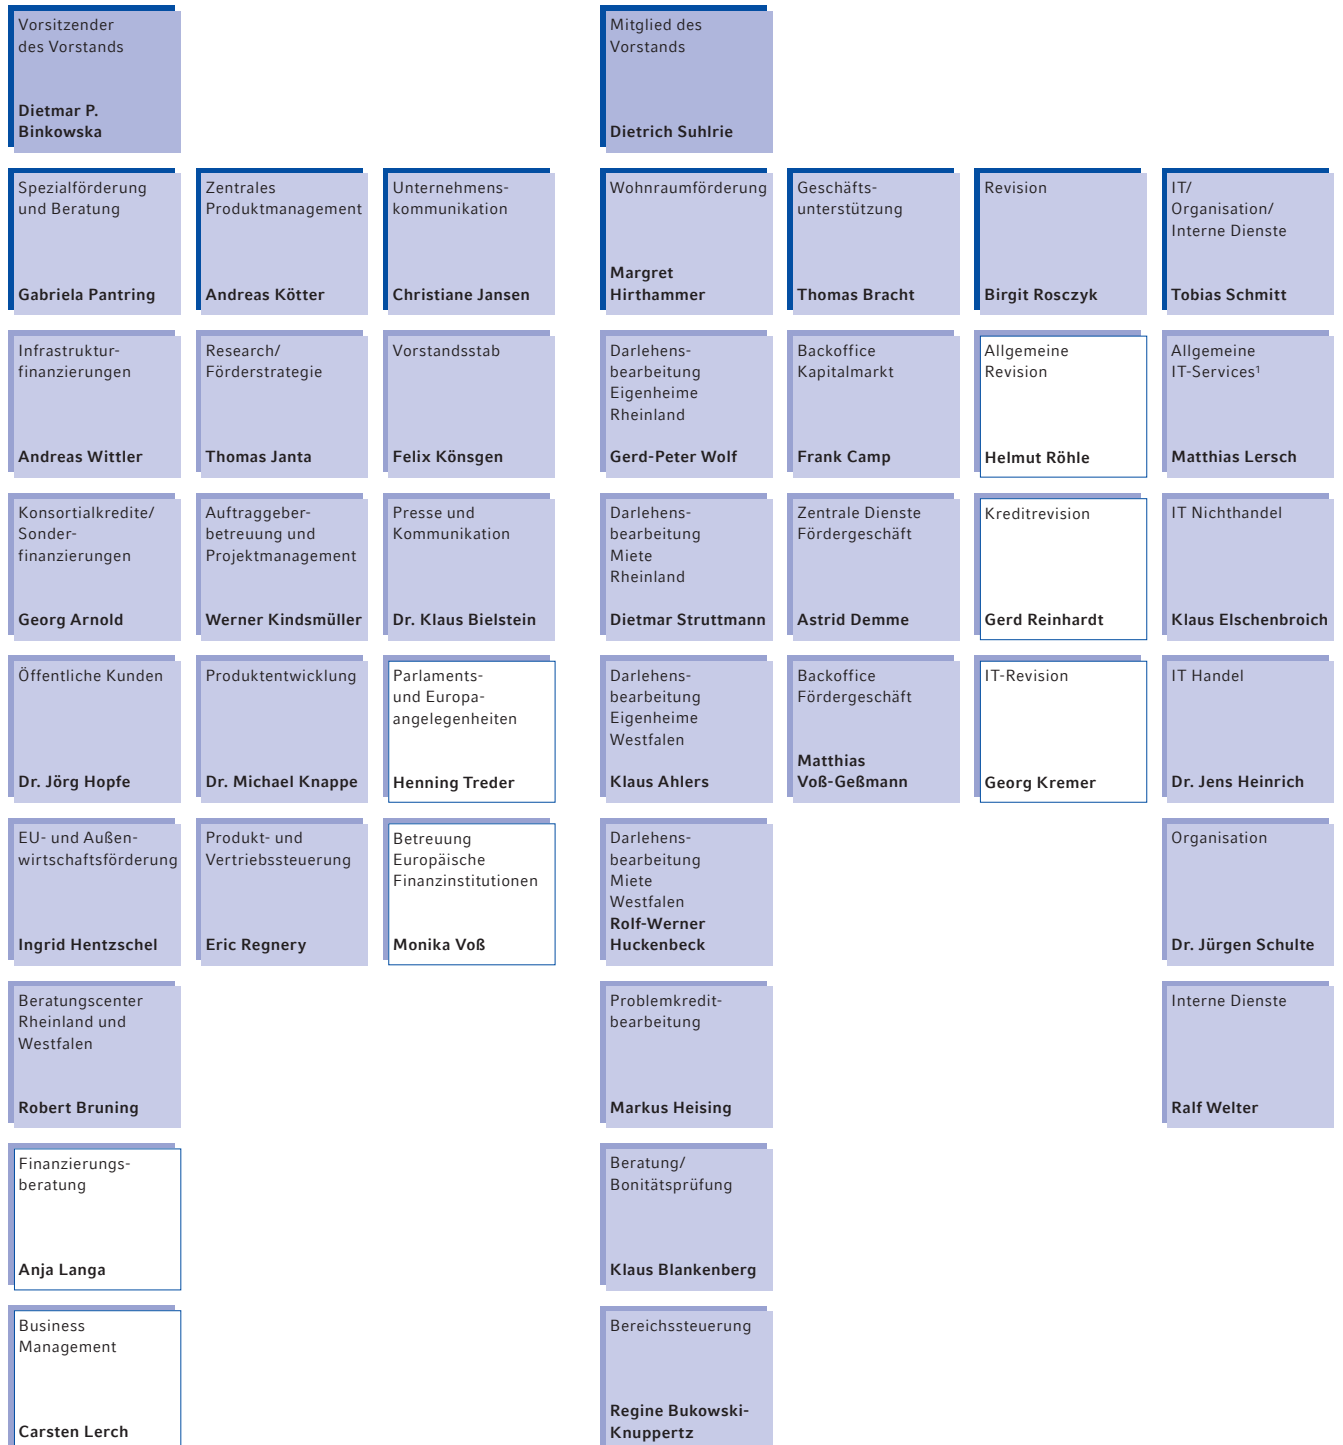 Vorsitzender
des Vorstands
Dietmar P.
Binkowska
Mitglied des
Vorstands
Dietrich Suhlrie
Spezialförderung
und Beratung
Gabriela Pantring
Zentrales
Produktmanagement
Andreas Kötter
Unternehmens-
kommunikation
Christiane Jansen
Wohnraumförderung
Margret
Hirthammer
Geschäfts-
unterstützung
Thomas Bracht
Revision
Birgit Rosczyk
IT/
Organisation/
Interne Dienste
Tobias Schmitt
Infrastruktur-
finanzierungen
Andreas Wittler
Research/
Förderstrategie
Thomas Janta
Vorstandsstab
Felix Könsgen
Darlehens-
bearbeitung
Eigenheime
Rheinland
Gerd-Peter Wolf
Backoffice
Kapitalmarkt
Frank Camp
Allgemeine
Revision
Helmut Röhle
Allgemeine
IT-Services¹
Matthias Lersch
Konsortialkredite/
Sonder-
finanzierungen
Georg Arnold
Auftraggeber-
betreuung und
Projektmanagement
Werner Kindsmüller
Presse und
Kommunikation
Dr. Klaus Bielstein
Darlehens-
bearbeitung
Miete
Rheinland
Dietmar Struttmann
Zentrale Dienste
Fördergeschäft
Astrid Demme
Kreditrevision
Gerd Reinhardt
IT Nichthandel
Klaus Elschenbroich
Öffentliche Kunden
Dr. Jörg Hopfe
Produktentwicklung
Dr. Michael Knappe
Parlaments-
und Europa-
angelegenheiten
Henning Treder
Darlehens-
bearbeitung
Eigenheime
Westfalen
Klaus Ahlers
Backoffice
Fördergeschäft
Matthias
Voß-Geßmann
IT-Revision
Georg Kremer
IT Handel
Dr. Jens Heinrich
EU- und Außen-
wirtschaftsförderung
Ingrid Hentzschel
Produkt- und
Vertriebssteuerung
Eric Regnery
Betreuung
Europäische
Finanzinstitutionen
Monika Voß
Darlehens-
bearbeitung
Miete
Westfalen
Rolf-Werner
Huckenbeck
Organisation
Dr. Jürgen Schulte
Beratungscenter
Rheinland und
Westfalen
Robert Bruning
Problemkredit-
bearbeitung
Markus Heising
Interne Dienste
Ralf Welter
Finanzierungs-
beratung
Anja Langa
Beratung/
Bonitätsprüfung
Klaus Blankenberg
Business
Management
Carsten Lerch
Bereichssteuerung
Regine Bukowski-
Knuppertz